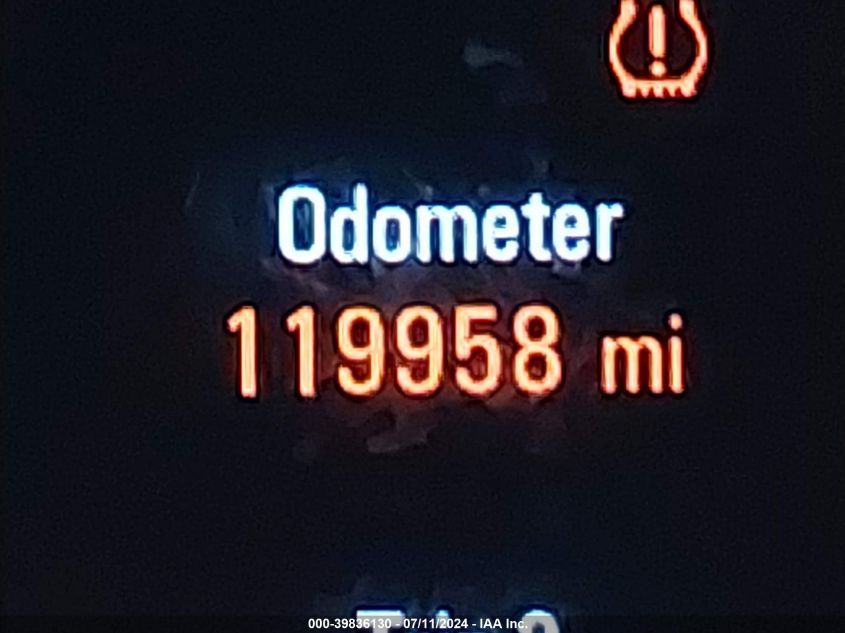 Odometer
119958 mi
000-39836130 - 07/11/2024 - IAA Inc.